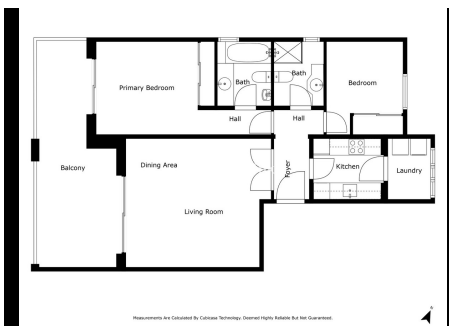 Bath
Bath
Primary Bedroom
Bedroom
Hall
Hall
Dining Area
Balcony
Foyer
Kitchen
Laundry
Living Room
Measurements Are Calculated By Cubicasa Technology. Deemed Highly Reliable But Not Guaranteed.